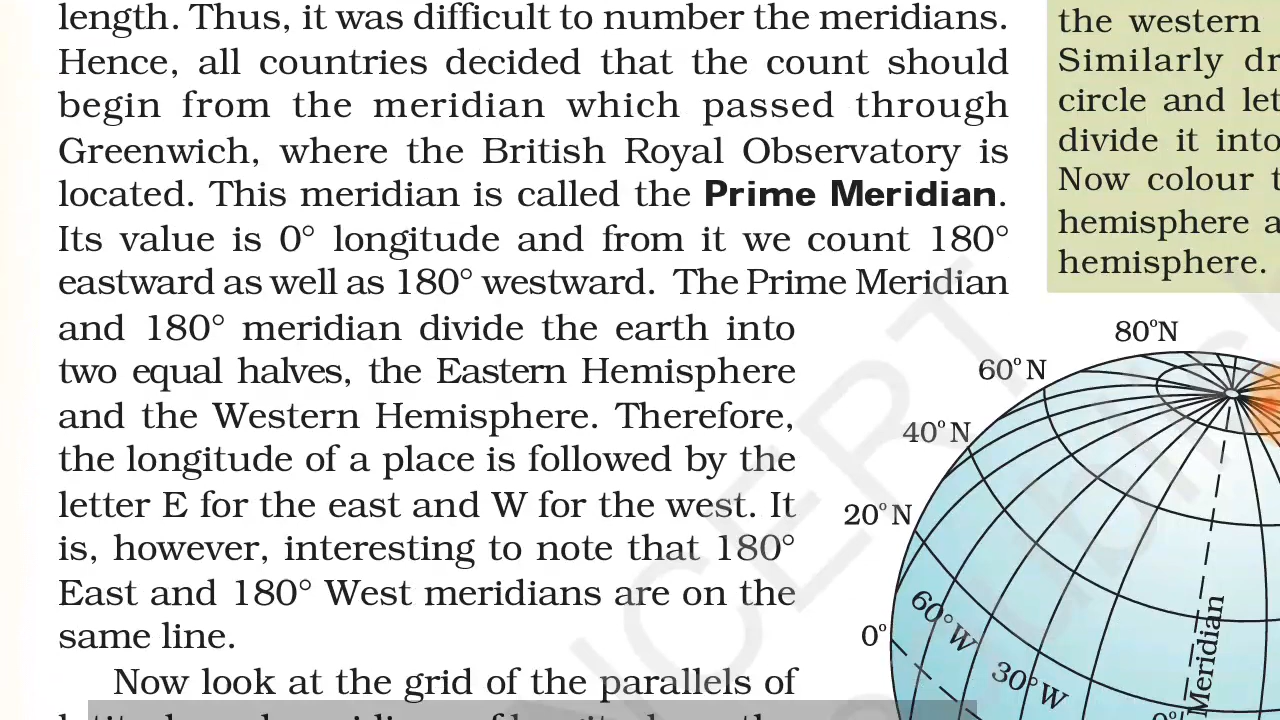 length. Thus, it was difficult to number the meridians.
Hence, all countries decided that the count should
begin from the meridian which passed through
Greenwich, where the British Royal Observatory is
located. This meridian is called the Prime Meridian.
Its value is 0° longitude and from it we count 180°
eastward as well as 180° westward. The Prime Meridian
and 180° meridian divide the earth into
two equal halves, the Eastern Hemisphere
and the Western Hemisphere. Therefore,
the longitude of a place is followed by the
letter E for the east and W for the west. It
is, however, interesting to note that 180°
East and 180° West meridians are on the
same line.
Now look at the grid of the parallels of
the western
Similarly dr
circle and let
divide it into
Now colour t
hemisphere a
hemisphere.
80°N
60°N
40°N
20°N
0°
60°W
30°W
Meridian
0°
NCERT